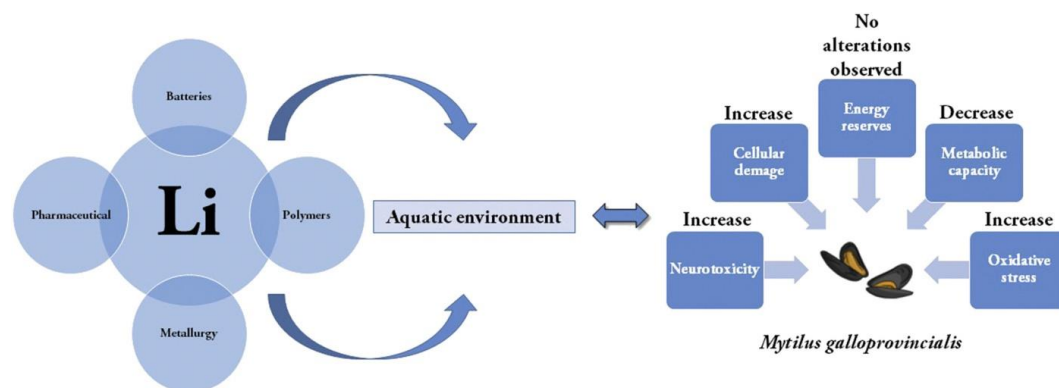 Batteries
Pharmaceutical
Li
Polymers
Metallurgy
Aquatic environment
No
alterations
observed
Energy
reserves
Increase
Cellular
demage
Decrease
Metabolic
capacity
Increase
Neurotoxicity
Increase
Oxidative
stress
Mytilus galloprovincialis